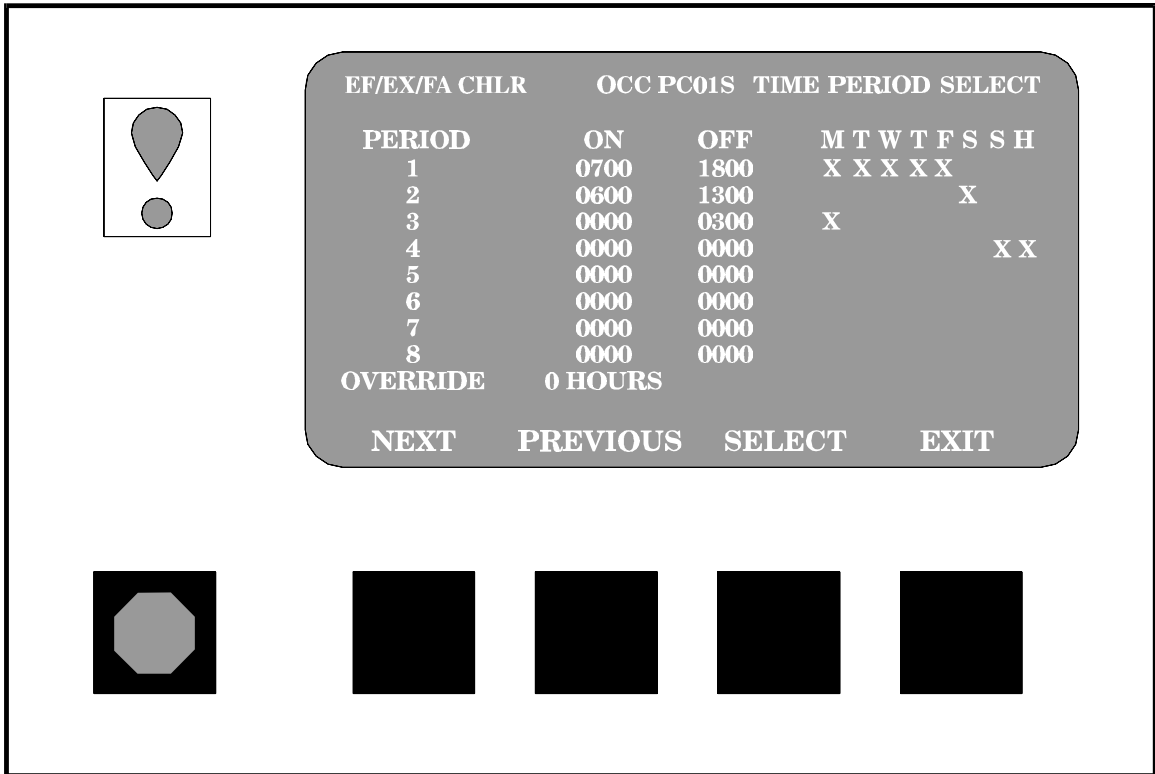 EF/EX/FA CHLR OCC PC01S TIME PERIOD SELECT
PERIOD ON OFF M T W T F S S H
1 0700 1800 X X X X X
2 0600 1300 X
3 0000 0300 X
4 0000 0000 X X
5 0000 0000
6 0000 0000
7 0000 0000
8 0000 0000
OVERRIDE 0 HOURS
NEXT PREVIOUS SELECT EXIT